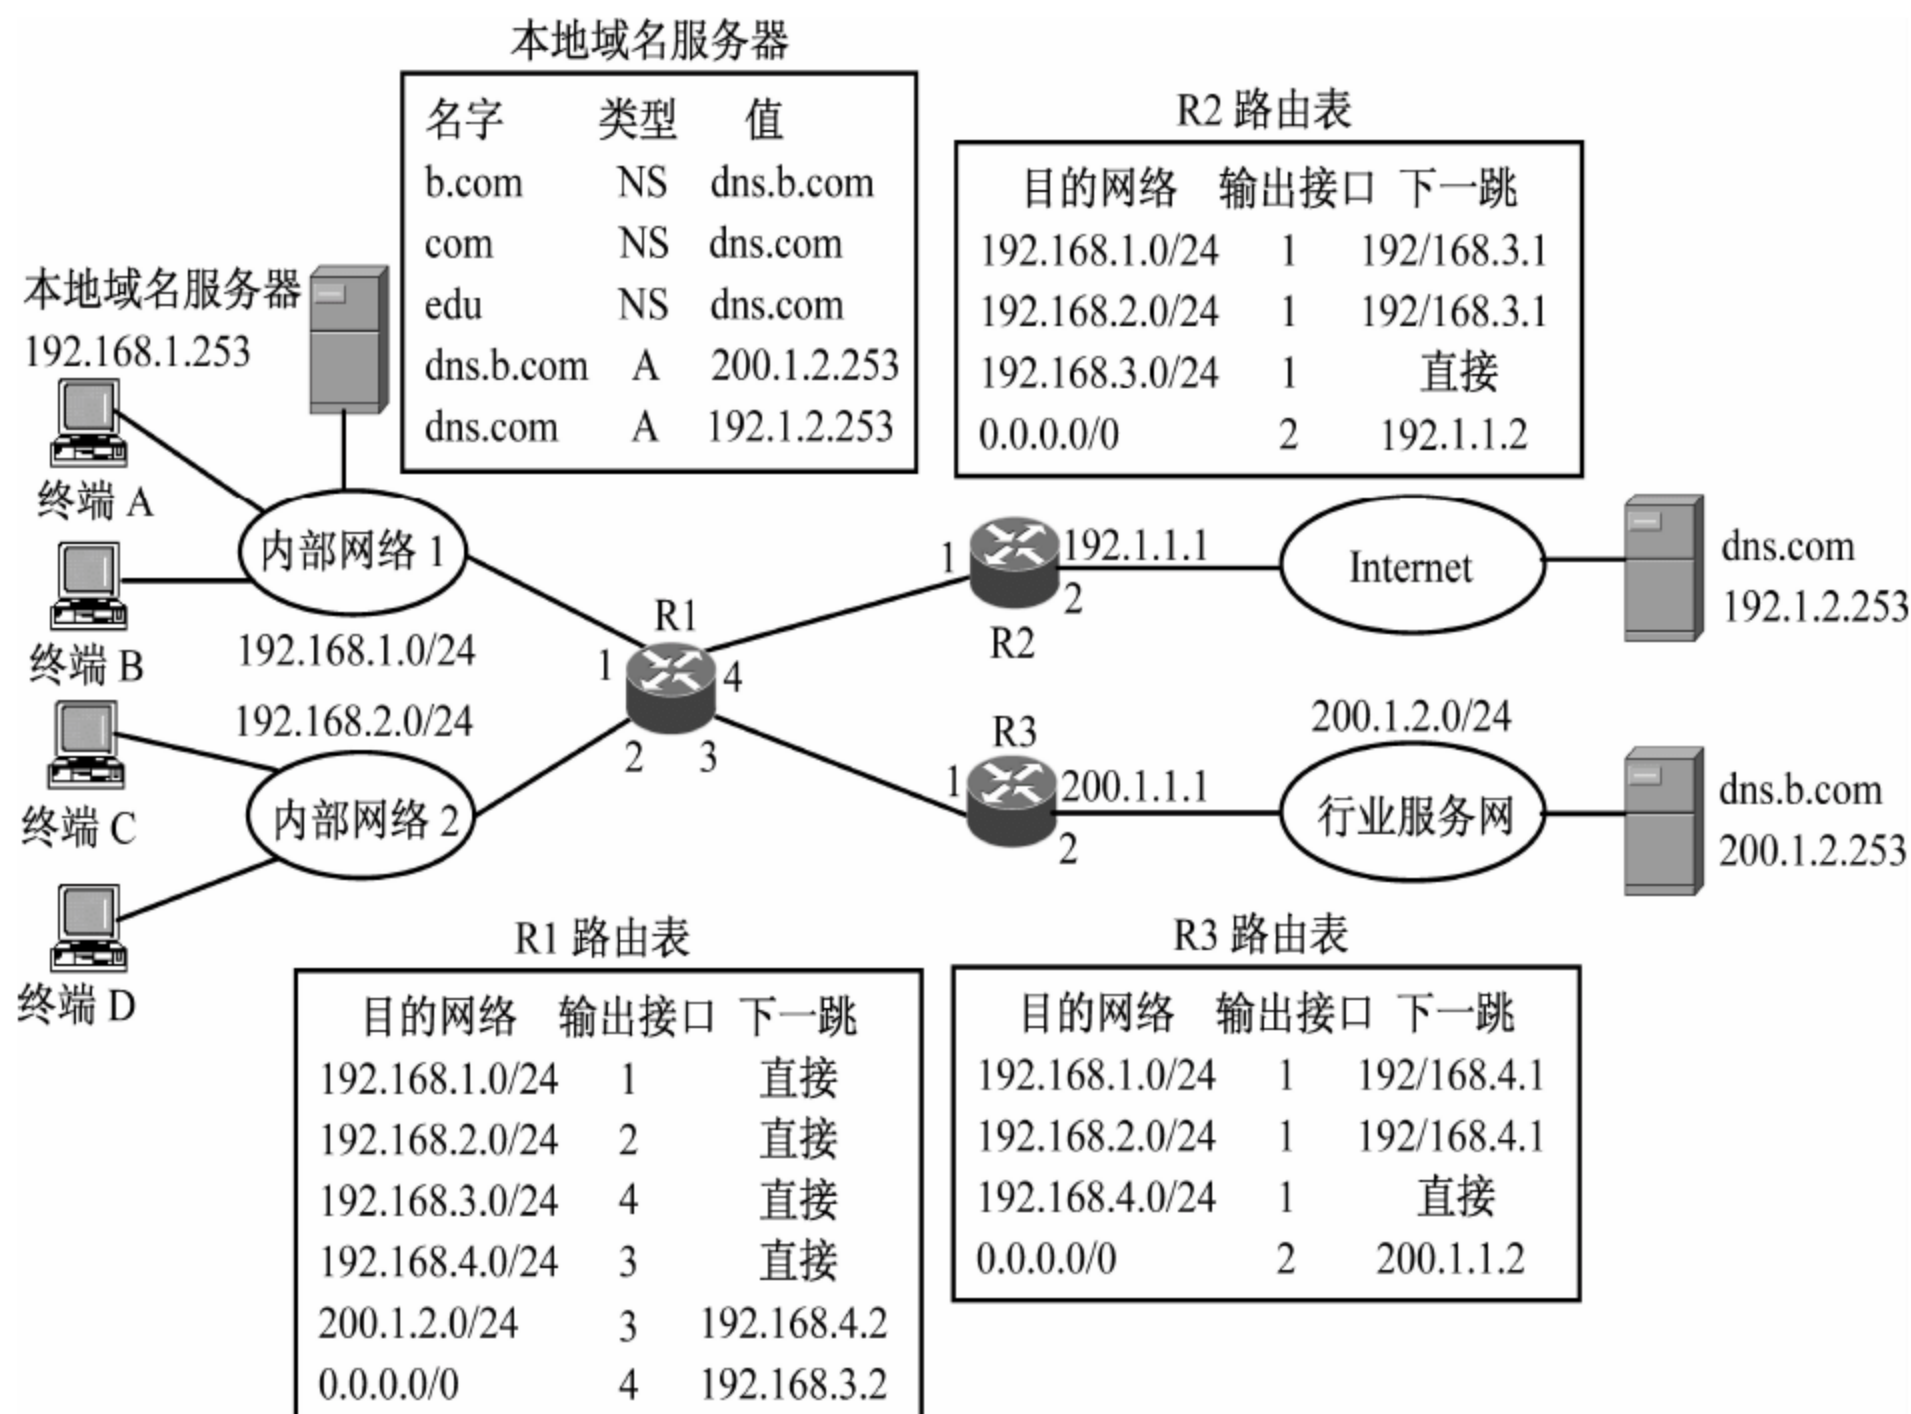 本地域名服务器
名字 类型 值
b.com NS dns.b.com
com NS dns.com
edu NS dns.com
dns.b.com A 200.1.2.253
dns.com A 192.1.2.253
R2 路由表
目的网络 输出接口 下一跳
192.168.1.0/24 1 192/168.3.1
192.168.2.0/24 1 192/168.3.1
192.168.3.0/24 1 直接
0.0.0.0/0 2 192.1.1.2
本地域名服务器
192.168.1.253
终端 A
内部网络 1
终端 B
192.168.1.0/24
192.168.2.0/24
终端 C
内部网络 2
终端 D
R1
1
4
2
3
1
192.1.1.1
2
R2
Internet
dns.com
192.1.2.253
R3
1
200.1.1.1
2
200.1.2.0/24
行业服务网
dns.b.com
200.1.2.253
R1 路由表
目的网络 输出接口 下一跳
192.168.1.0/24 1 直接
192.168.2.0/24 2 直接
192.168.3.0/24 4 直接
192.168.4.0/24 3 直接
200.1.2.0/24 3 192.168.4.2
0.0.0.0/0 4 192.168.3.2
R3 路由表
目的网络 输出接口 下一跳
192.168.1.0/24 1 192/168.4.1
192.168.2.0/24 1 192/168.4.1
192.168.4.0/24 1 直接
0.0.0.0/0 2 200.1.1.2